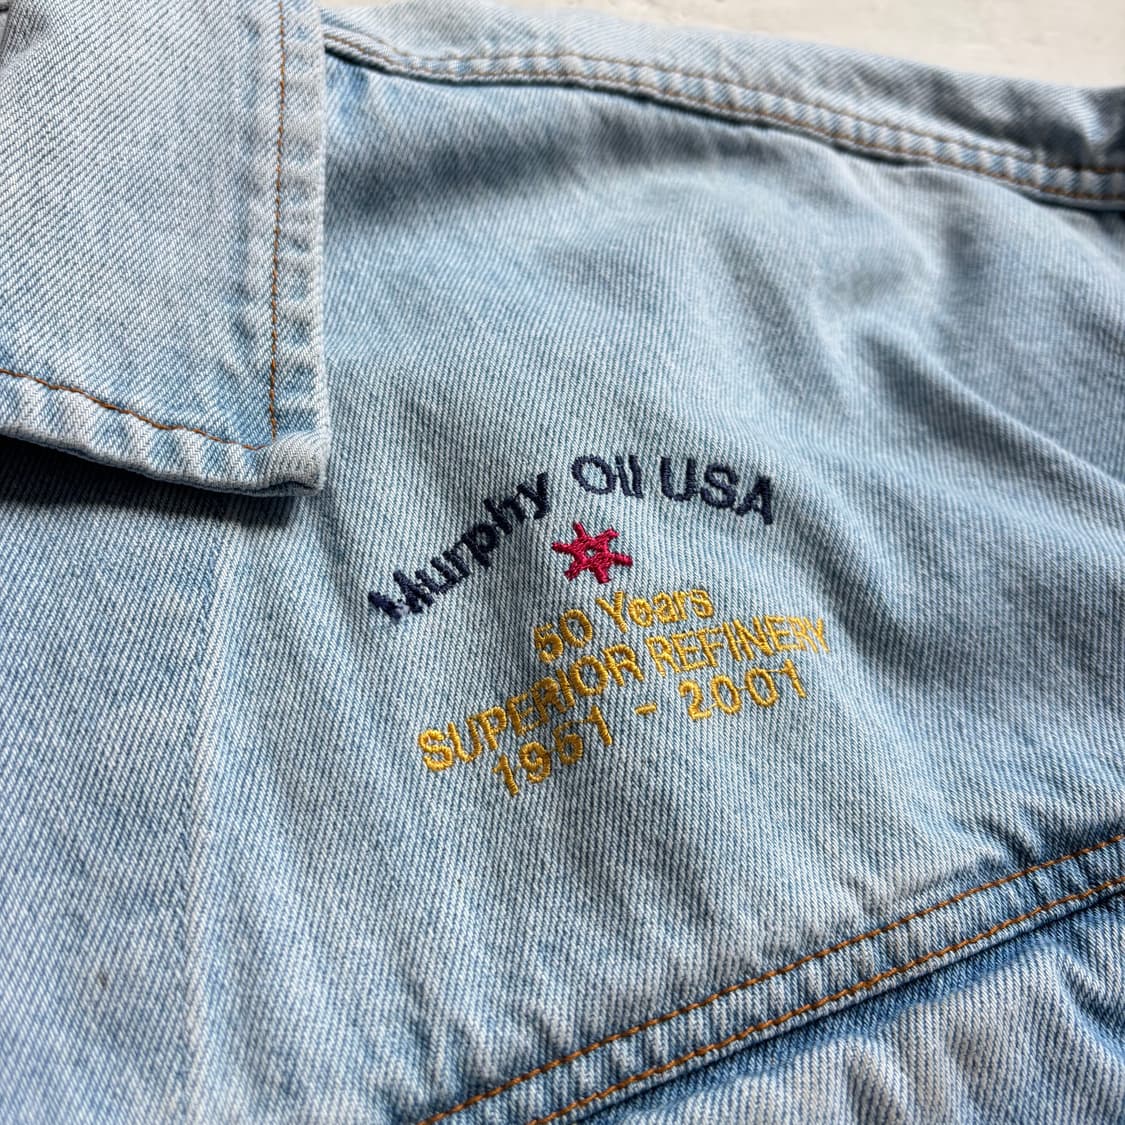 Murphy Oil USA
50 Years
SUPERIOR REFINERY
1951 - 2001